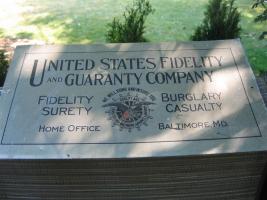 UNITED STATES FIDELITY
AND GUARANTY COMPANY
FIDELITY
SURETY
BURGLARY
CASUALTY
HOME OFFICE
BALTIMORE, MD.